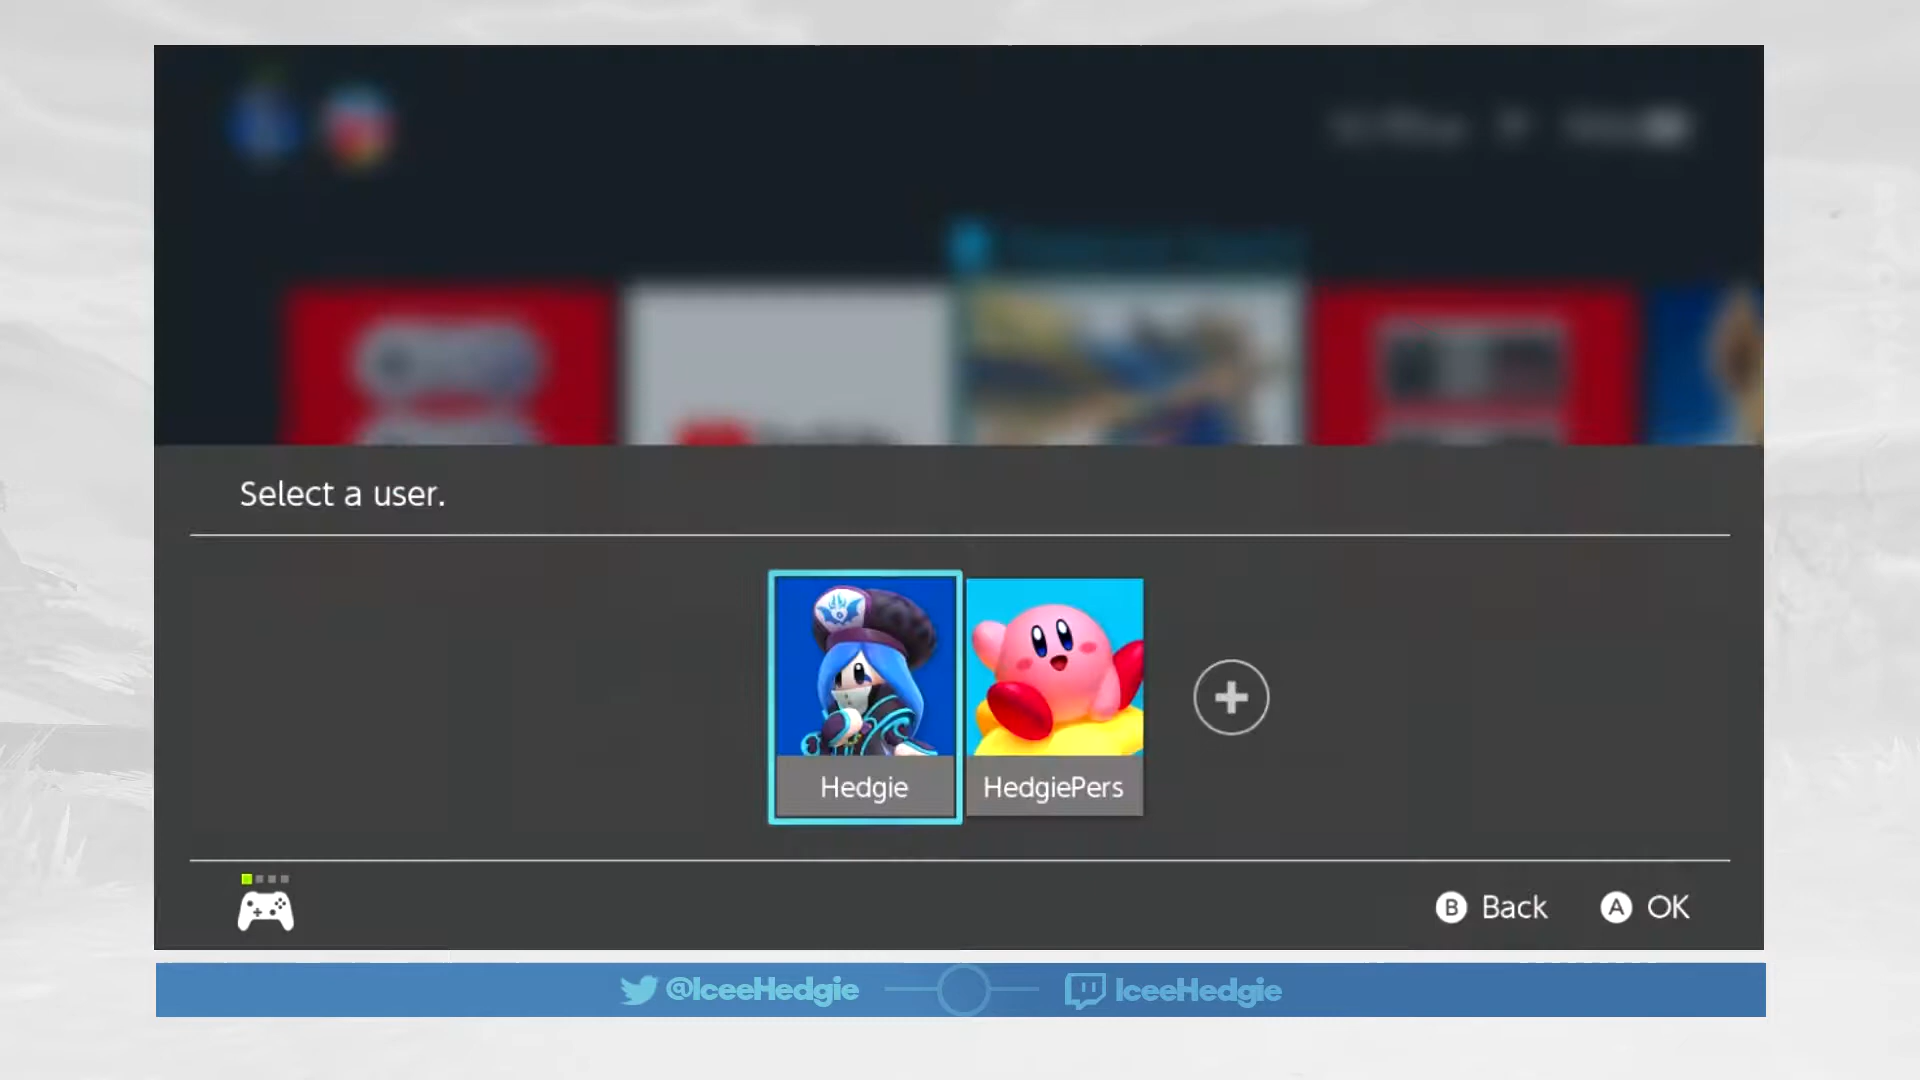 Select a user.
Hedgie
HedgiePers
B Back
A OK
@IceeHedgie
IceeHedgie